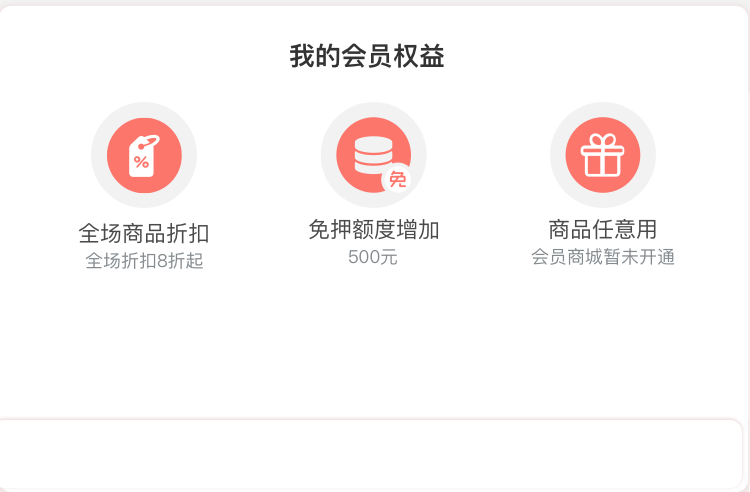 我的会员权益
%
免
全场商品折扣
免押额度增加
商品任意用
全场折扣8折起
500元
会员商城暂未开通